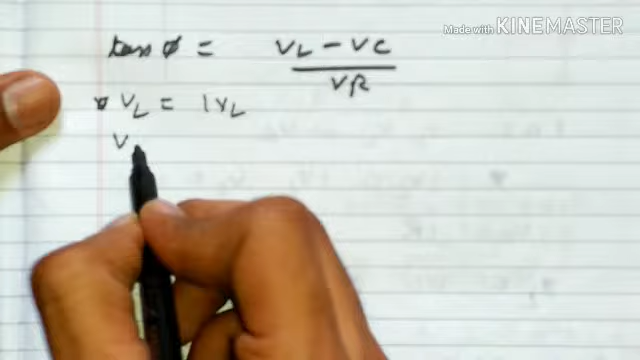 Made with KINEMASTER
tan φ = VL - VC
VR
VL = IXL
V